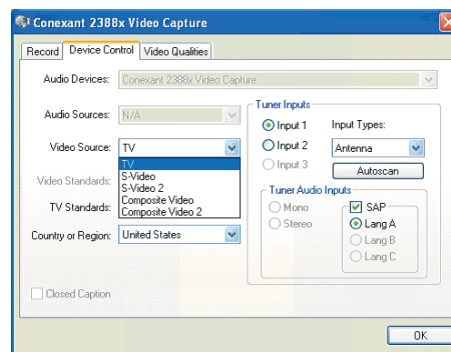 Conexant 2388x Video Capture
Record
Device Control
Video Qualities
Audio Devices:
Conexant 2388x Video Capture
Audio Sources:
N/A
Video Source:
TV
TV
S-Video
S-Video 2
Composite Video
Composite Video 2
Video Standards:
TV Standards:
Country or Region:
United States
Closed Caption
Tuner Inputs
Input 1
Input 2
Input 3
Input Types:
Antenna
Autoscan
Tuner Audio Inputs
Mono
Stereo
SAP
Lang A
Lang B
Lang C
OK